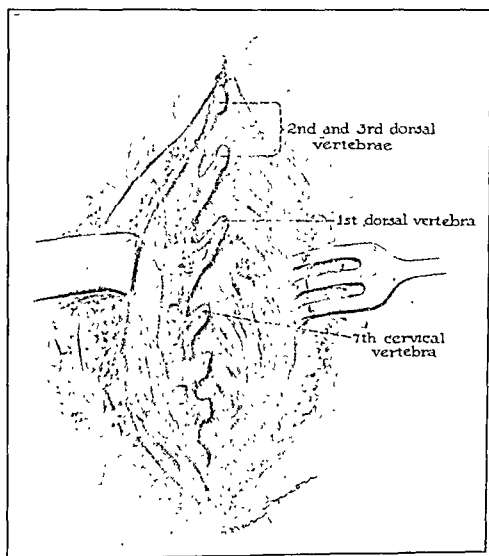 2nd and 3rd dorsal
vertebrae
1st dorsal vertebra
7th cervical
vertebra